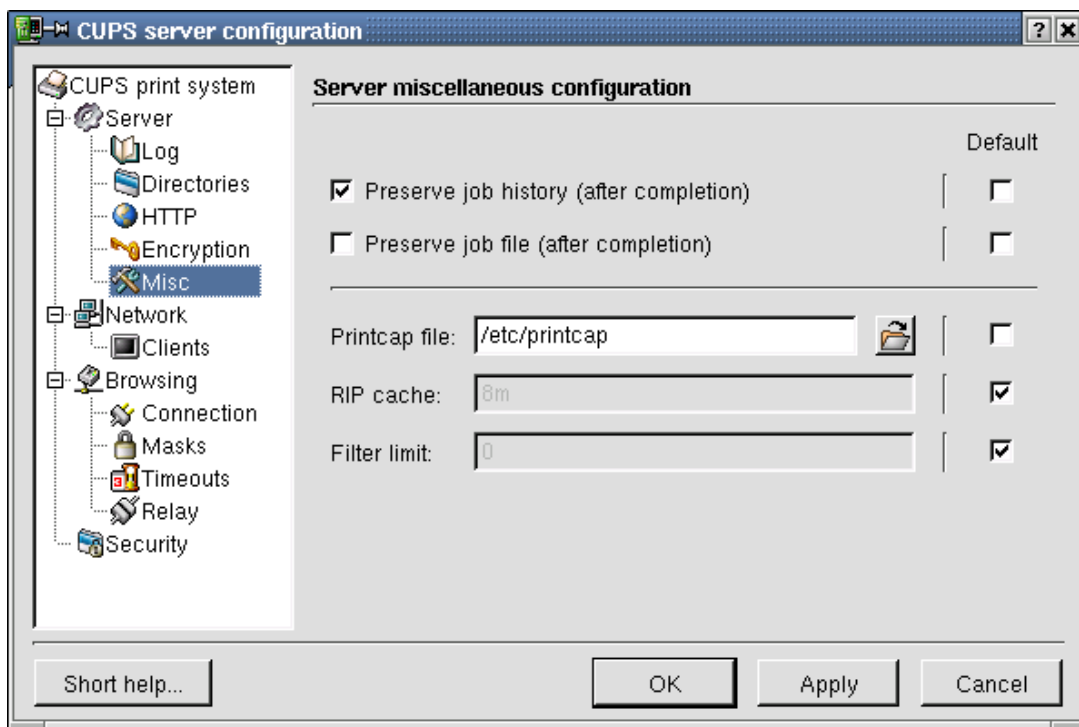 CUPS server configuration
CUPS print system
Server
Log
Directories
HTTP
Encryption
Misc
Network
Clients
Browsing
Connection
Masks
3
Timeouts
Relay
Security
Server miscellaneous configuration
Default
Preserve job history (after completion)
Preserve job file (after completion)
Printcap file: /etc/printcap
RIP cache: 8m
Filter limit: 0
Short help... OK Apply Cancel